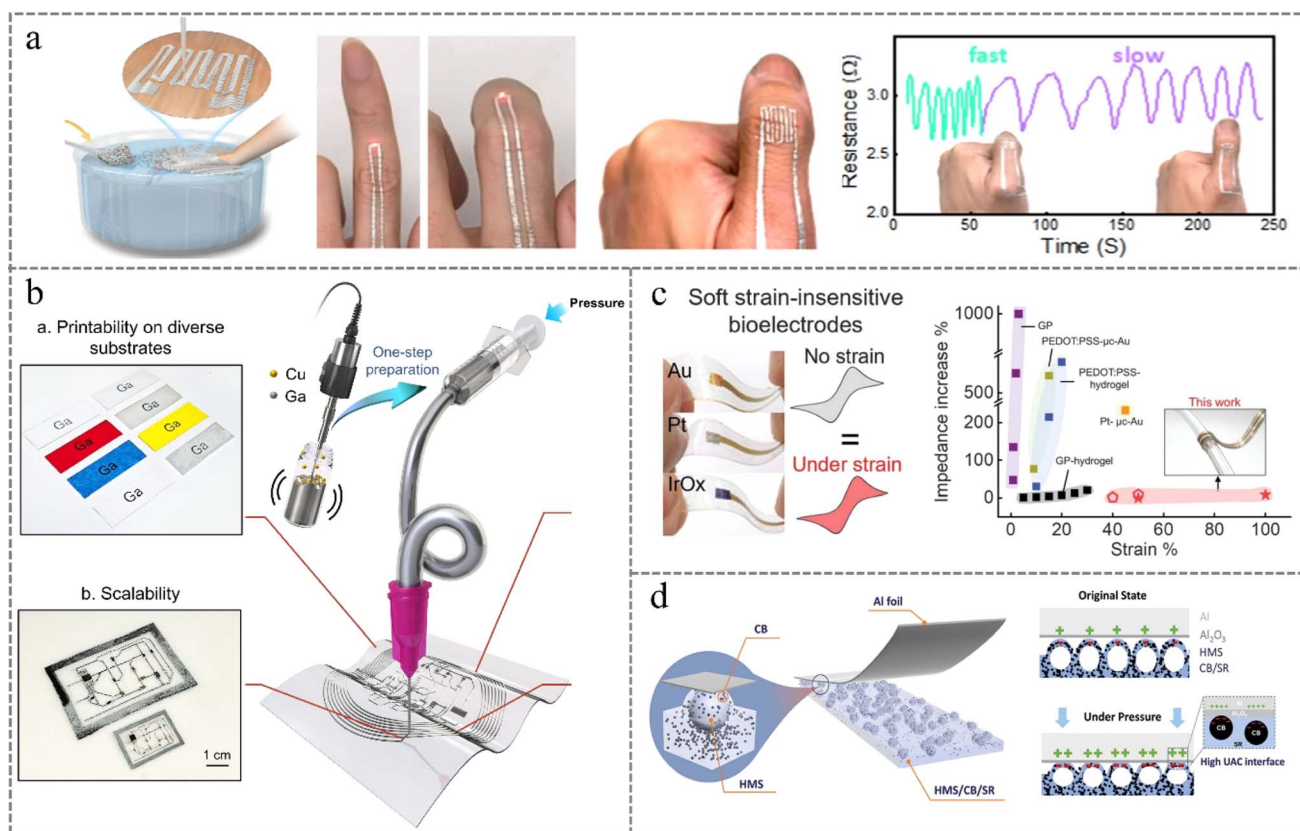 a
fast
slow
Resistance (Ω)
3.0
2.5
2.0
0
50
100
150
200
250
Time (S)
b
a. Printability on diverse
substrates
Ga
Ga
Ga
Ga
Ga
Ga
Ga
Ga
Cu
Ga
One-step
preparation
Pressure
b. Scalability
1 cm
c
Soft strain-insensitive
bioelectrodes
Au
Pt
IrOx
No strain
=
Under strain
Impedance increase %
1000
500
200
100
0
GP
PEDOT:PSS-μc-Au
PEDOT:PSS-
hydrogel
Pt- μc-Au
GP-hydrogel
This work
0
20
40
60
80
100
Strain %
d
Al foil
CB
HMS
HMS/CB/SR
Original State
Al
Al2O3
HMS
CB/SR
Under Pressure
Al
Al2O3
CB
CB
SR
High UAC interface